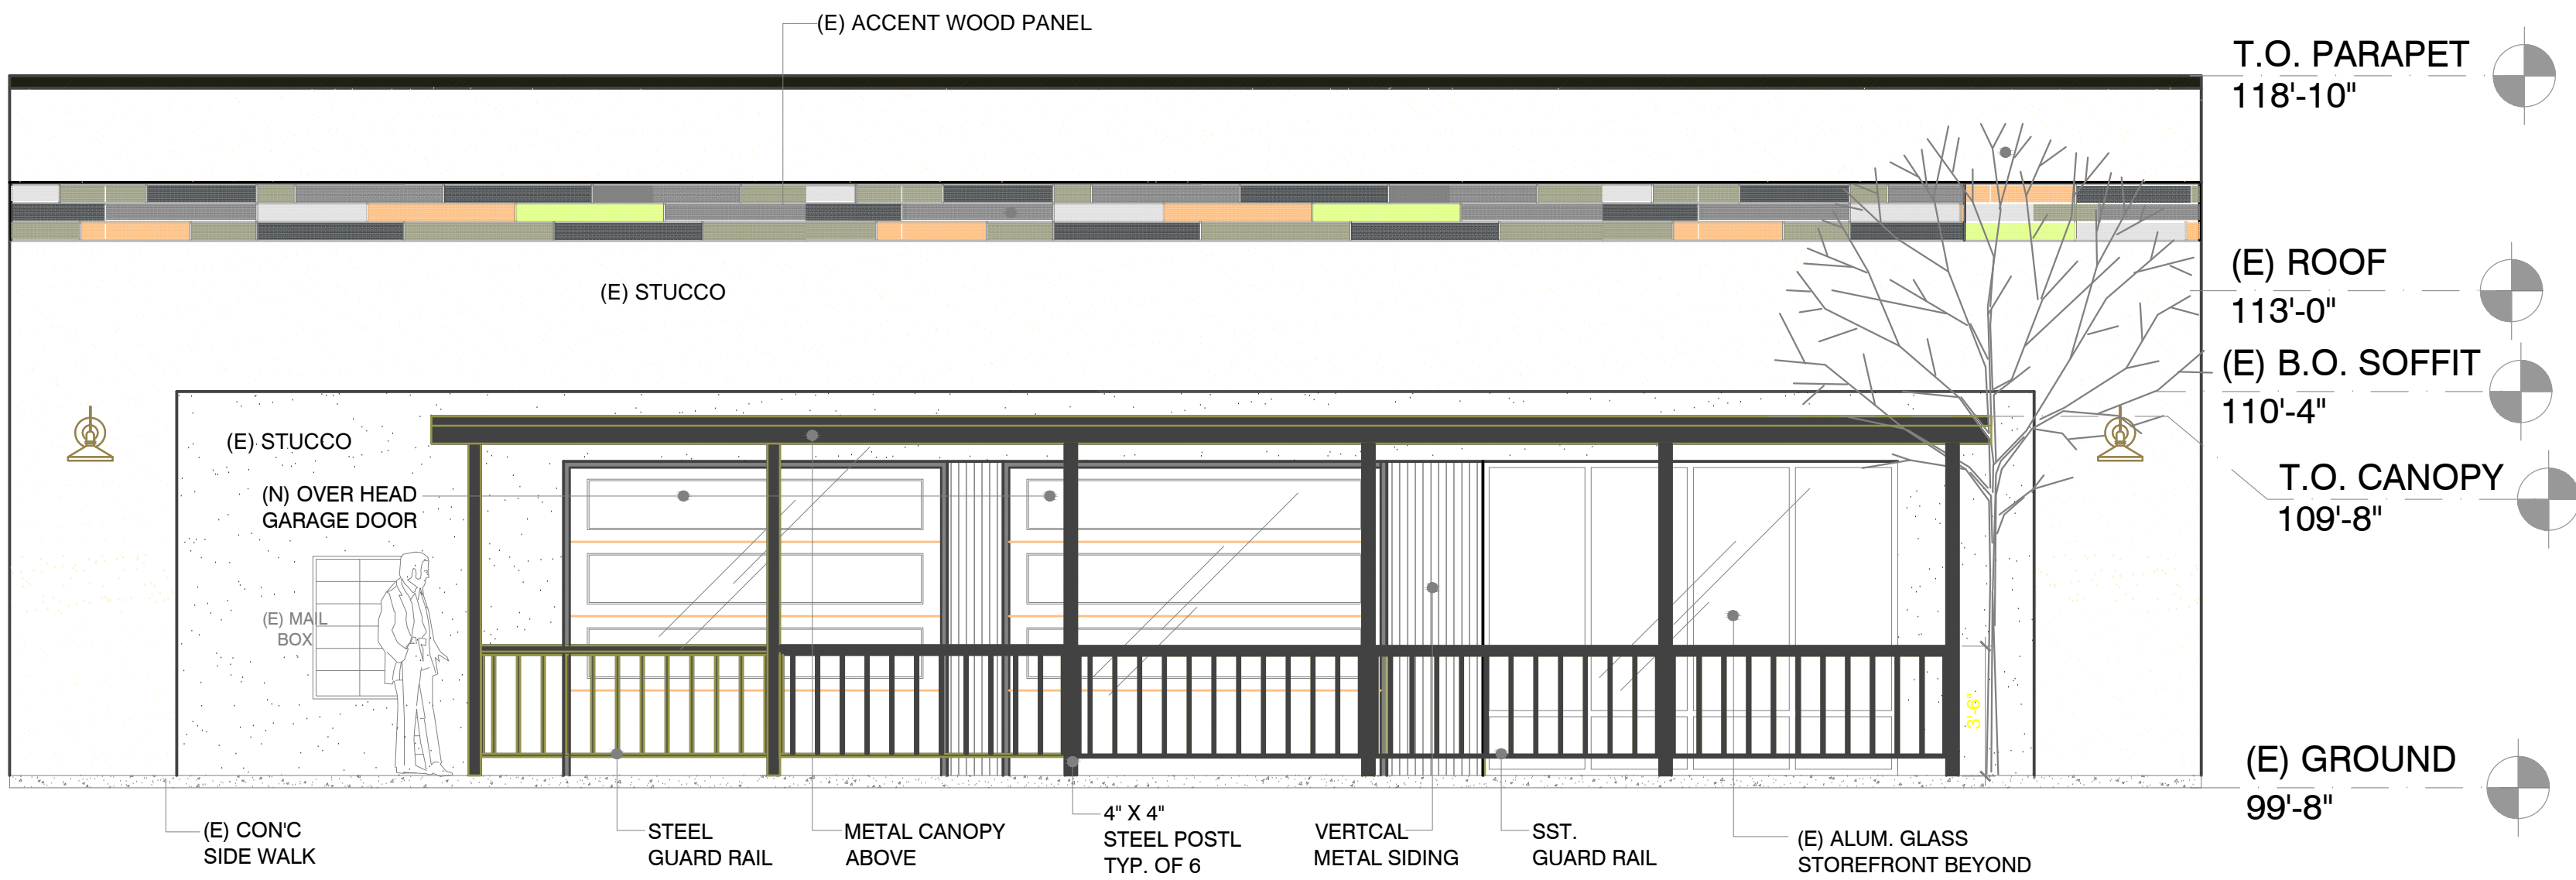 (E) ACCENT WOOD PANEL
T.O. PARAPET
118'-10"
(E) STUCCO
(E) ROOF
113'-0"
(E) B.O. SOFFIT
110'-4"
(E) STUCCO
(N) OVER HEAD
GARAGE DOOR
T.O. CANOPY
109'-8"
(E) MAIL
BOX
3'-6"
(E) GROUND
99'-8"
(E) CON'C
SIDE WALK
STEEL
GUARD RAIL
METAL CANOPY
ABOVE
4" X 4"
STEEL POSTL
TYP. OF 6
VERTCAL
METAL SIDING
SST.
GUARD RAIL
(E) ALUM. GLASS
STOREFRONT BEYOND